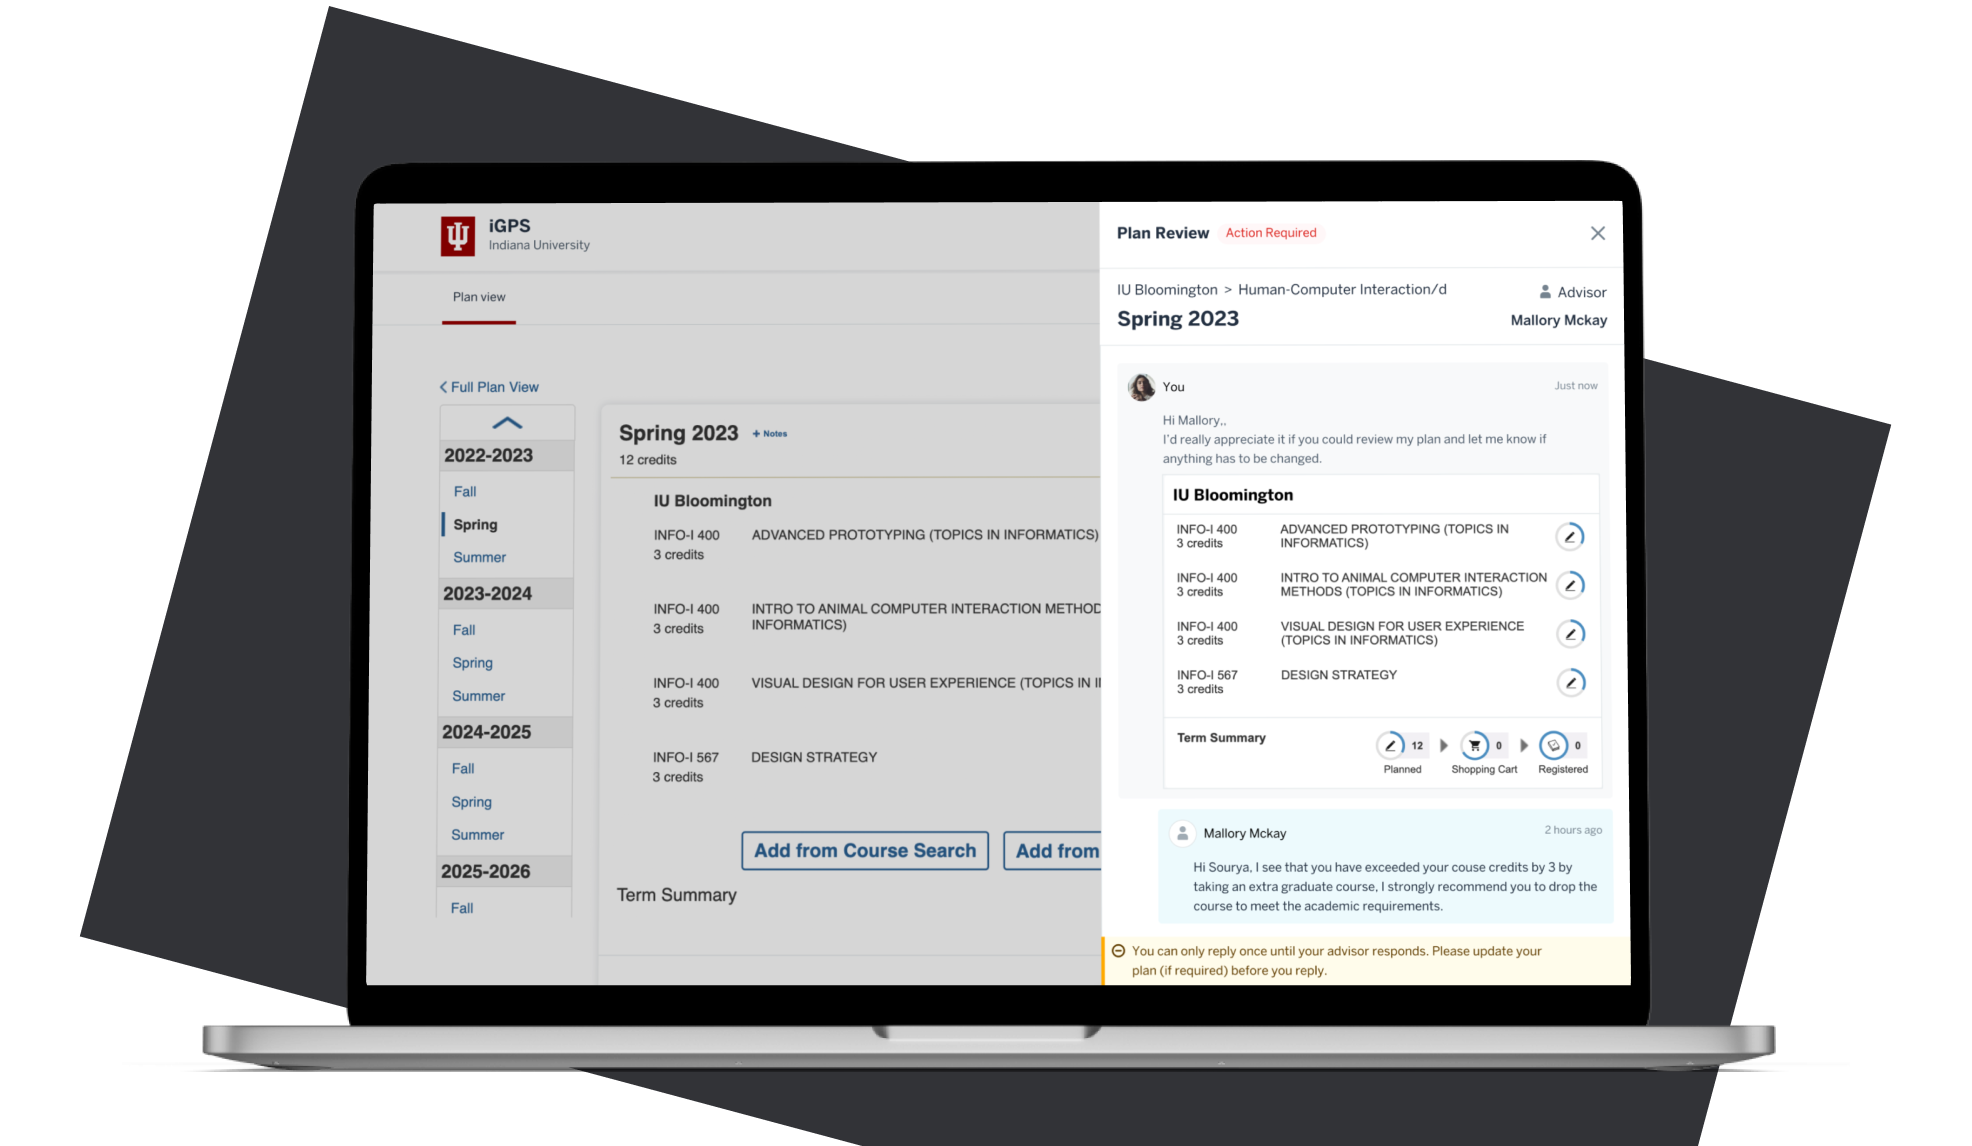 iGPS
Indiana University
Plan view
Full Plan View
2022-2023
Fall
Spring
Summer
2023-2024
Fall
Spring
Summer
2024-2025
Fall
Spring
Summer
2025-2026
Fall
Spring 2023 + Notes
12 credits
IU Bloomington
INFO-I 400 ADVANCED PROTOTYPING (TOPICS IN INFORMATICS)
3 credits
INFO-I 400 INTRO TO ANIMAL COMPUTER INTERACTION METHOD
3 credits INFORMATICS)
INFO-I 400 VISUAL DESIGN FOR USER EXPERIENCE (TOPICS IN I
3 credits
INFO-I 567 DESIGN STRATEGY
3 credits
Add from Course Search Add from
Term Summary
Plan Review Action Required
IU Bloomington > Human-Computer Interaction/d Advisor
Spring 2023 Mallory Mckay
You Just now
Hi Mallory,,
I'd really appreciate it if you could review my plan and let me know if
anything has to be changed.
IU Bloomington
INFO-I 400 ADVANCED PROTOTYPING (TOPICS IN
3 credits INFORMATICS)
INFO-I 400 INTRO TO ANIMAL COMPUTER INTERACTION
3 credits METHODS (TOPICS IN INFORMATICS)
INFO-I 400 VISUAL DESIGN FOR USER EXPERIENCE
3 credits (TOPICS IN INFORMATICS)
INFO-I 567 DESIGN STRATEGY
3 credits
Term Summary 12 0 0
Planned Shopping Cart Registered
Mallory Mckay 2 hours ago
Hi Sourya, I see that you have exceeded your couse credits by 3 by
taking an extra graduate course, I strongly recommend you to drop the
course to meet the academic requirements.
You can only reply once until your advisor responds. Please update your
plan (if required) before you reply.